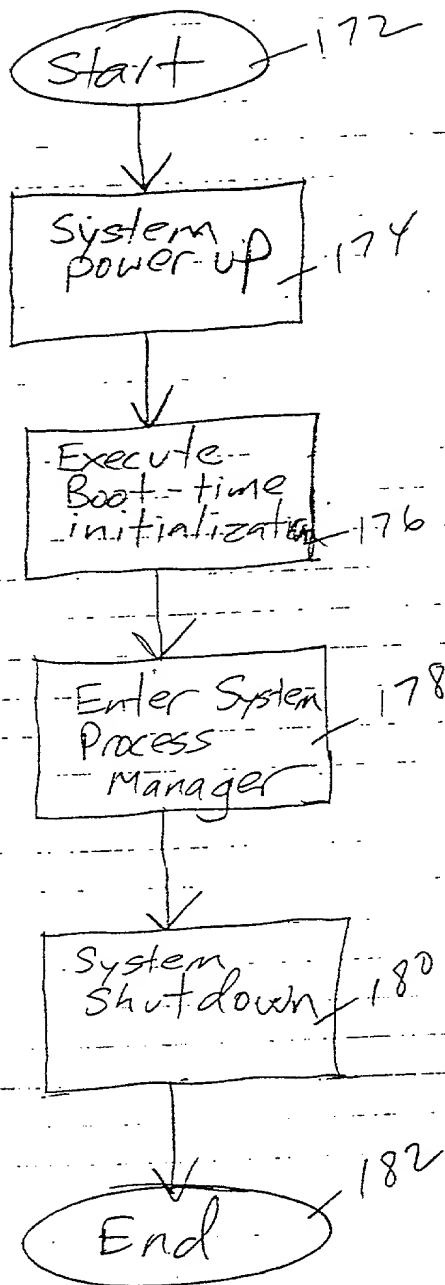 Start
172
System
power-up
174
Execute
Boot-time
initialization
176
Enter System
Process
Manager
178
System
Shutdown
180
End
182